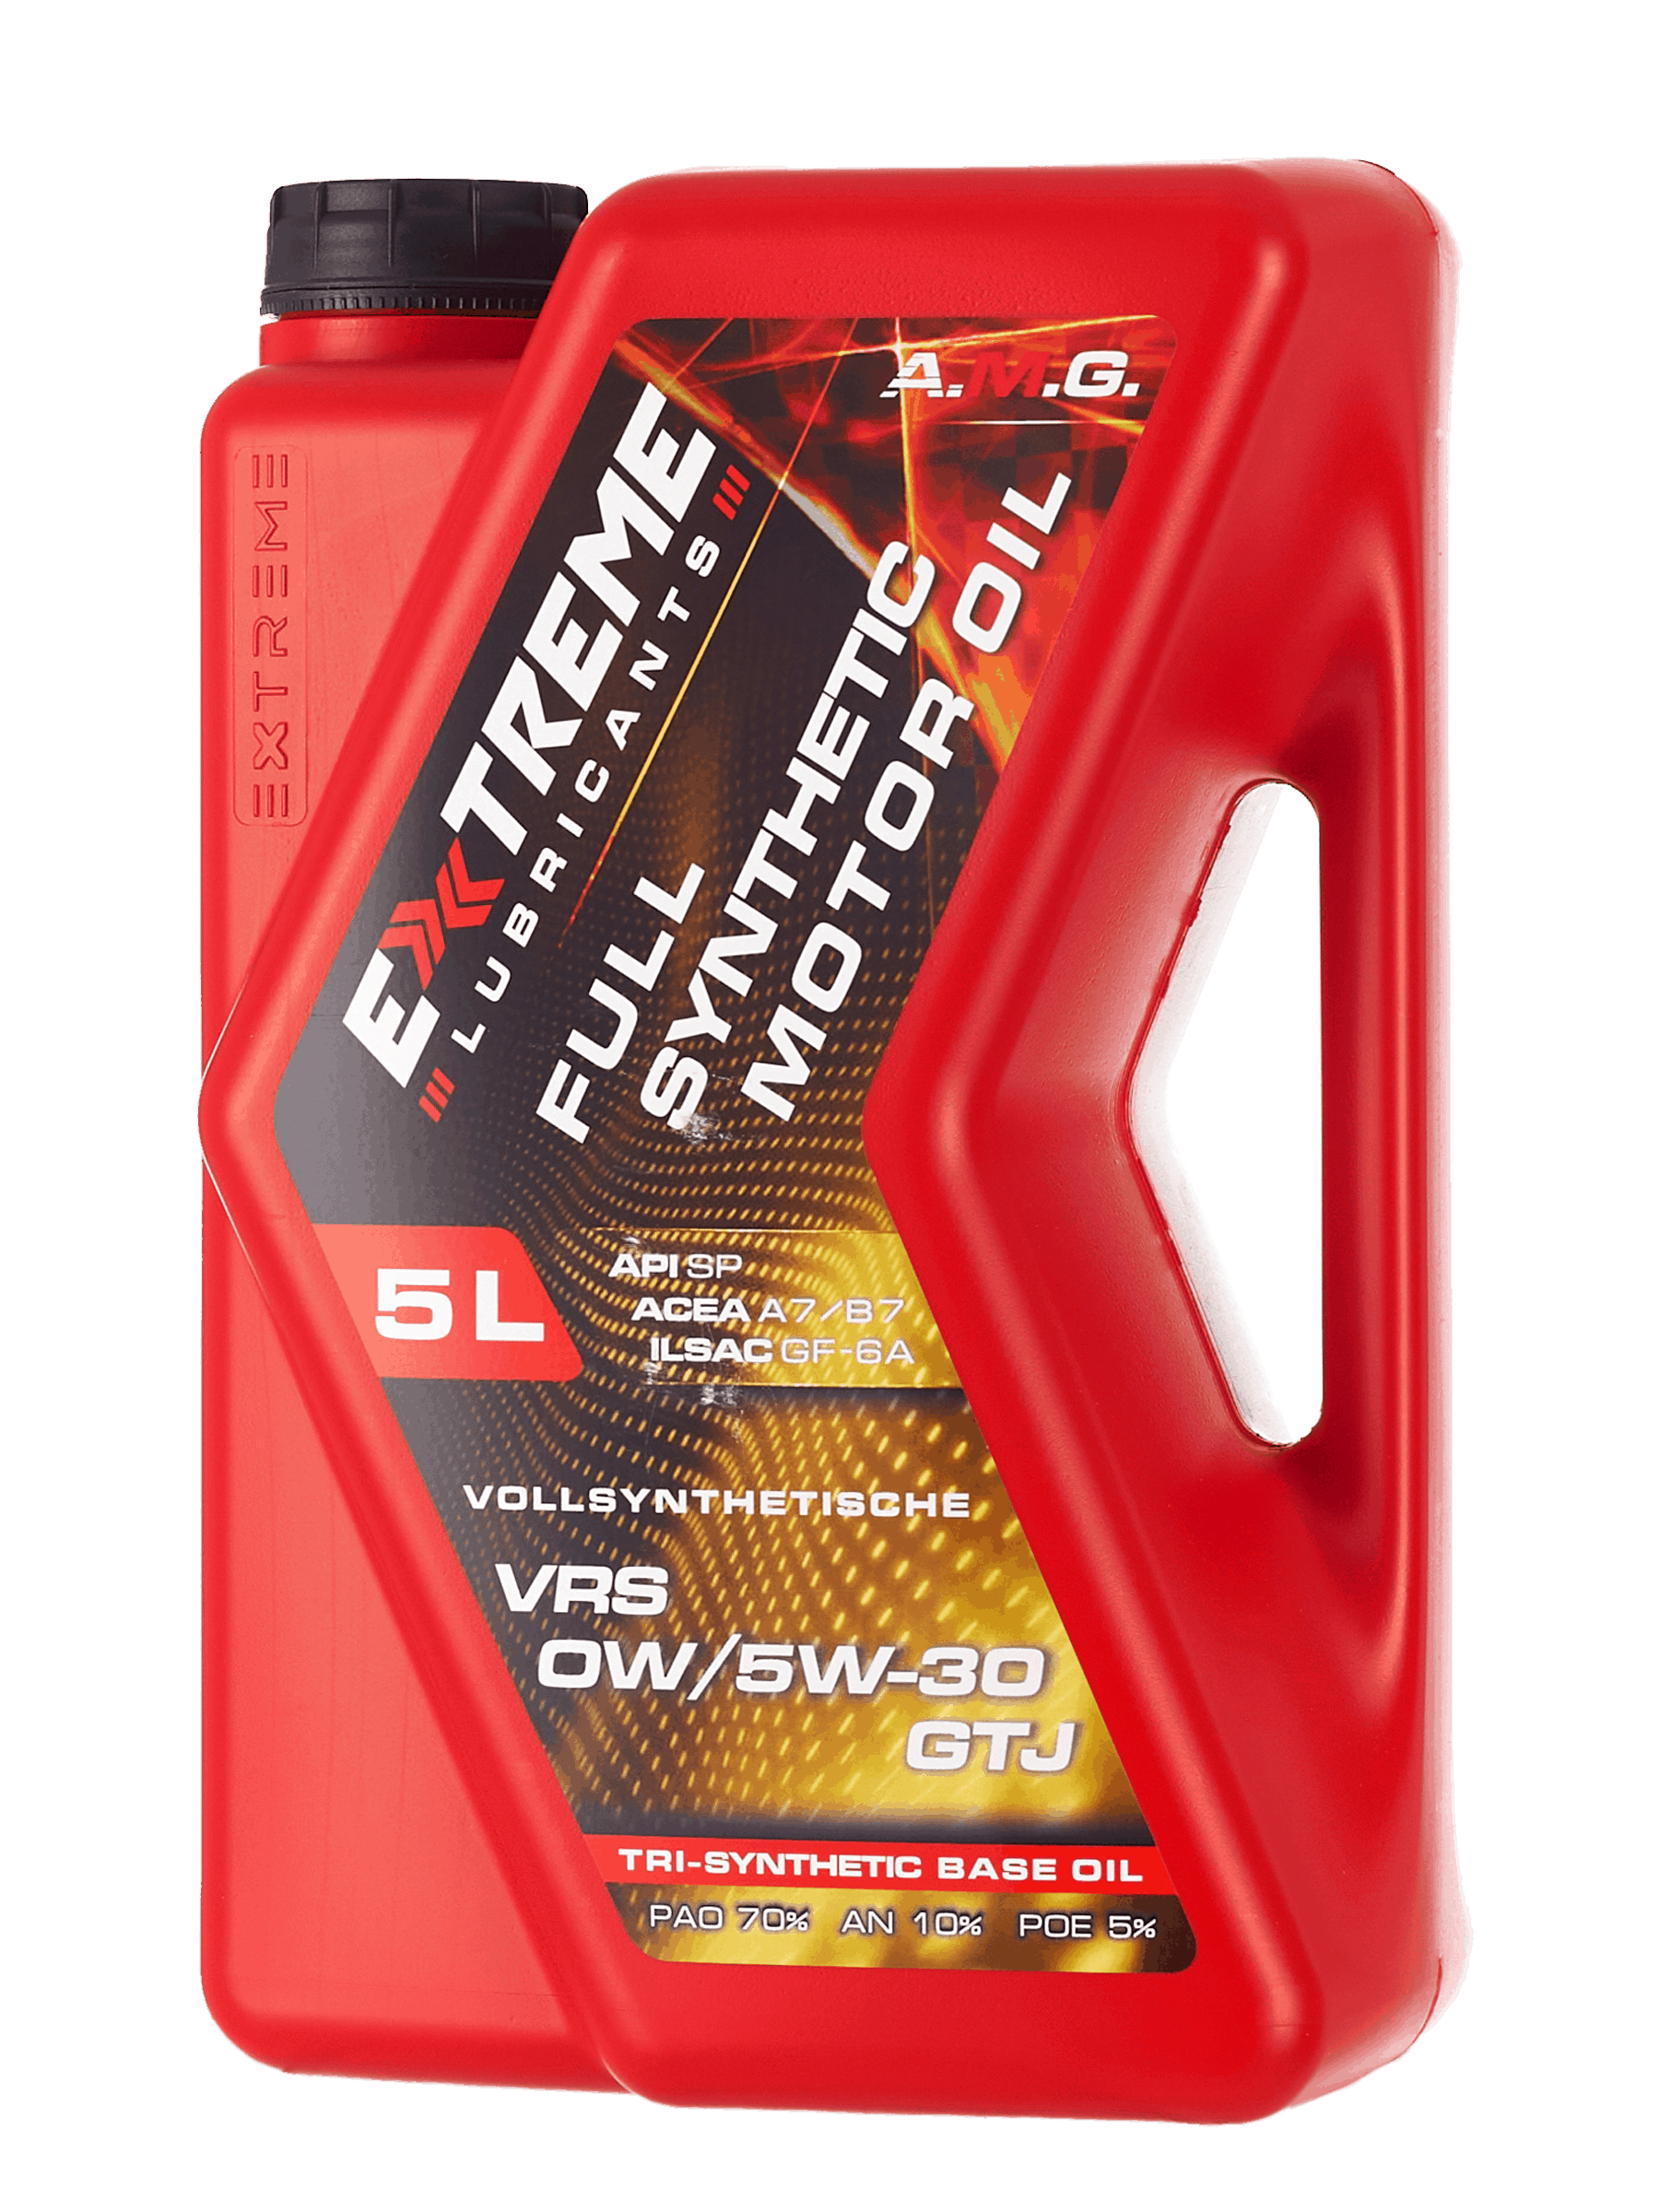 A.M.G.
EXTREME
EXTREME
LUBRICANTS
FULL
SYNTHETIC
MOTOR OIL
5L
API SP
ACEA A7/B7
ILSAC GF-6A
VOLLSYNTHETISCHE
VRS
0W/5W-30
GTJ
TRI-SYNTHETIC BASE OIL
PAO 70% AN 10% POE 5%